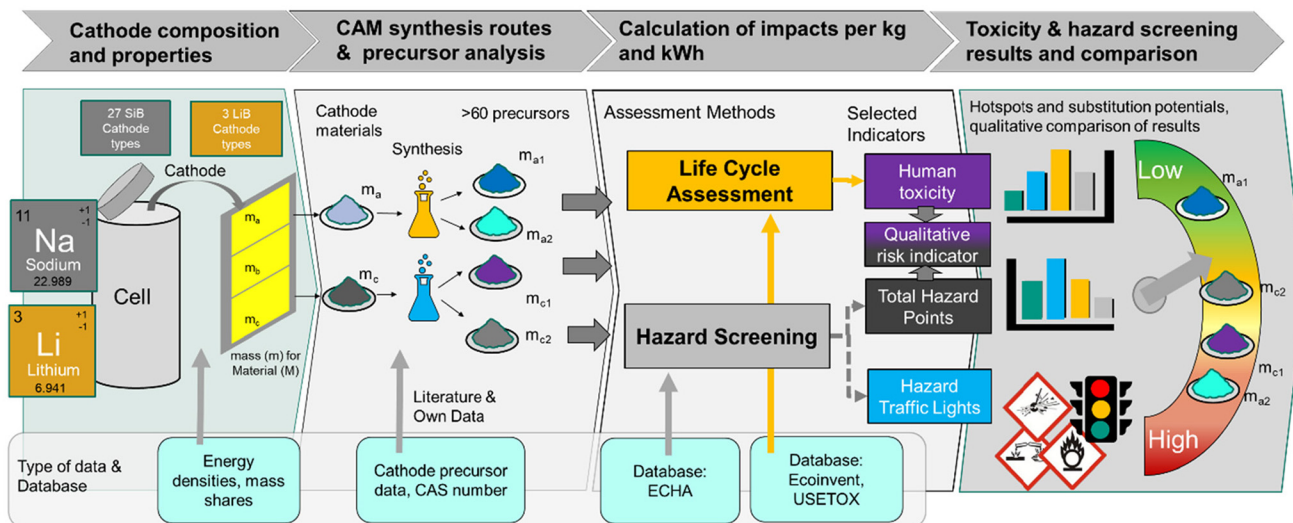 Cathode composition
and properties
CAM synthesis routes
& precursor analysis
Calculation of impacts per kg
and kWh
Toxicity & hazard screening
results and comparison
27 SiB
Cathode
types
3 LiB
Cathode
types
Cathode
11 +1
-1
Na
Sodium
22.989
3 +1
-1
Li
Lithium
6.941
Cell
ma
mb
mc
mass (m) for
Material (M)
Cathode
materials
>60 precursors
Synthesis
ma
mc
ma1
ma2
mc1
mc2
Literature &
Own Data
Assessment Methods
Selected
Indicators
Life Cycle
Assessment
Human
toxicity
Qualitative
risk indicator
Total Hazard
Points
Hazard Screening
Hazard
Traffic Lights
Hotspots and substitution potentials,
qualitative comparison of results
Low
ma1
mc2
mc1
ma2
High
Type of data &
Database
Energy
densities, mass
shares
Cathode precursor
data, CAS number
Database:
ECHA
Database:
Ecoinvent,
USETOX